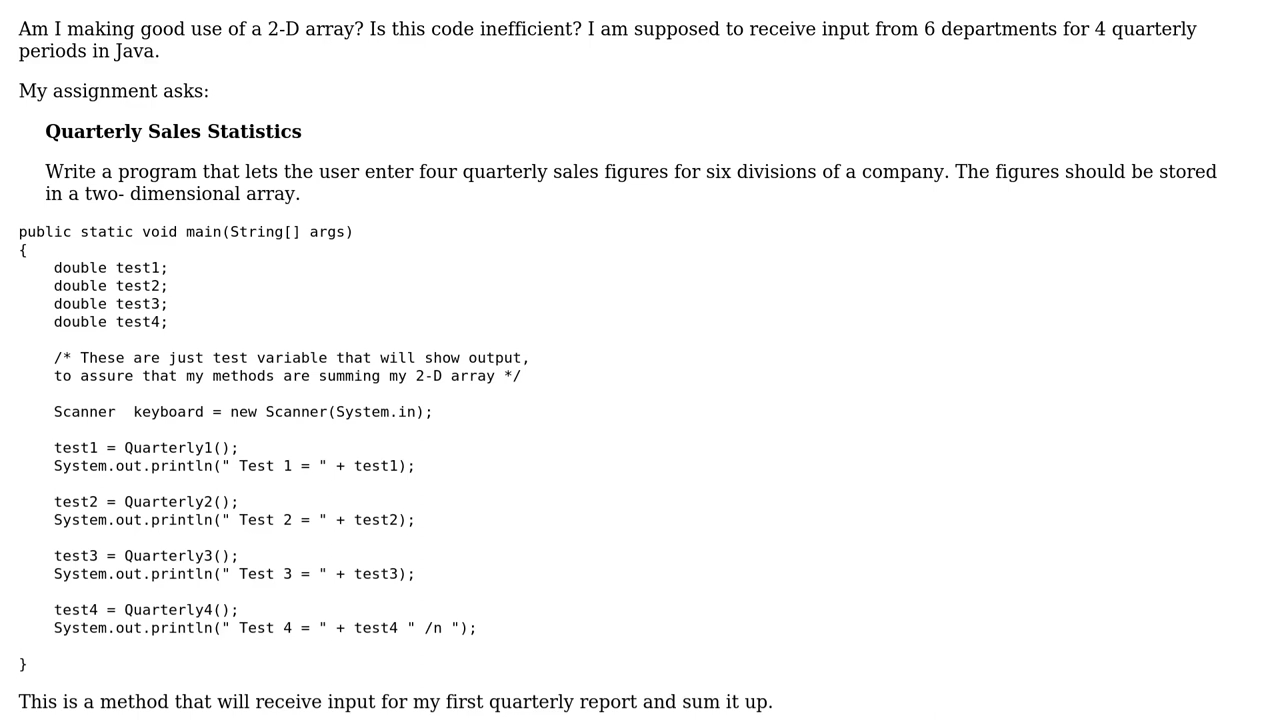 Am I making good use of a 2-D array? Is this code inefficient? I am supposed to receive input from 6 departments for 4 quarterly
periods in Java.
My assignment asks:
Quarterly Sales Statistics
Write a program that lets the user enter four quarterly sales figures for six divisions of a company. The figures should be stored
in a two- dimensional array.
public static void main(String[] args)
{
    double test1;
    double test2;
    double test3;
    double test4;

    /* These are just test variable that will show output,
    to assure that my methods are summing my 2-D array */

    Scanner  keyboard = new Scanner(System.in);

    test1 = Quarterly1();
    System.out.println(" Test 1 = " + test1);

    test2 = Quarterly2();
    System.out.println(" Test 2 = " + test2);

    test3 = Quarterly3();
    System.out.println(" Test 3 = " + test3);

    test4 = Quarterly4();
    System.out.println(" Test 4 = " + test4 " /n ");

}
This is a method that will receive input for my first quarterly report and sum it up.